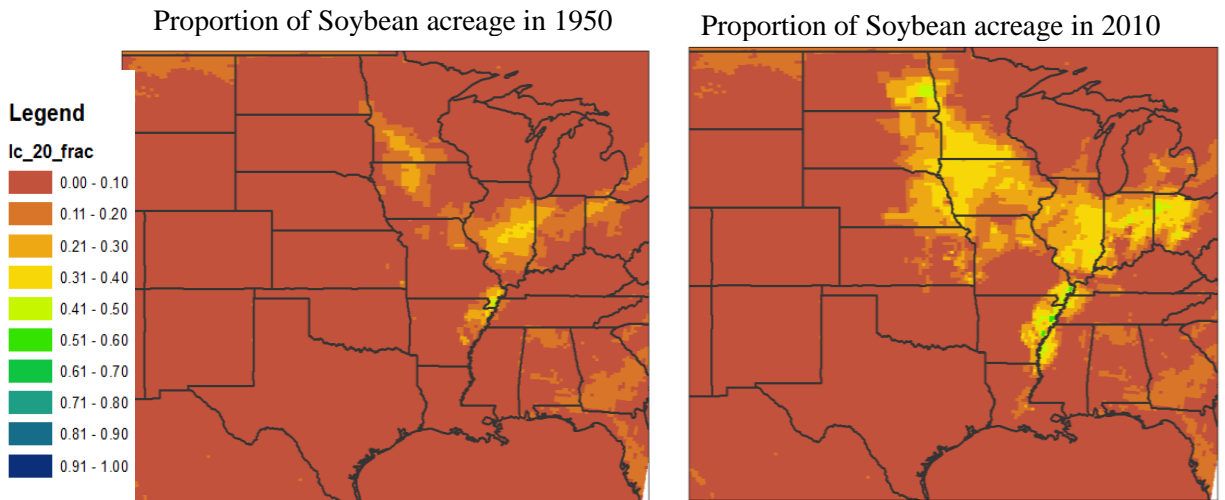 Proportion of Soybean acreage in 1950
Proportion of Soybean acreage in 2010
Legend
lc_20_frac
0.00 - 0.10
0.11 - 0.20
0.21 - 0.30
0.31 - 0.40
0.41 - 0.50
0.51 - 0.60
0.61 - 0.70
0.71 - 0.80
0.81 - 0.90
0.91 - 1.00